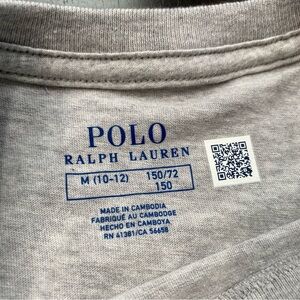 POLO
RALPH LAUREN
M (10-12) 150/72
150
MADE IN CAMBODIA
FABRIQUÉ AU CAMBODGE
HECHO EN CAMBOYA
RN 41381/CA 56658